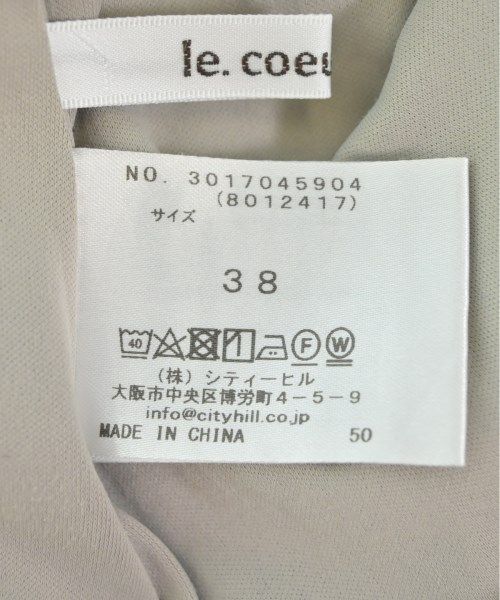 le. coeu
NO. 3017045904
(8012417)
サイズ
38
40 F W
(株) シティーヒル
大阪市中央区博労町4-5-9
info@cityhill.co.jp
MADE IN CHINA 50